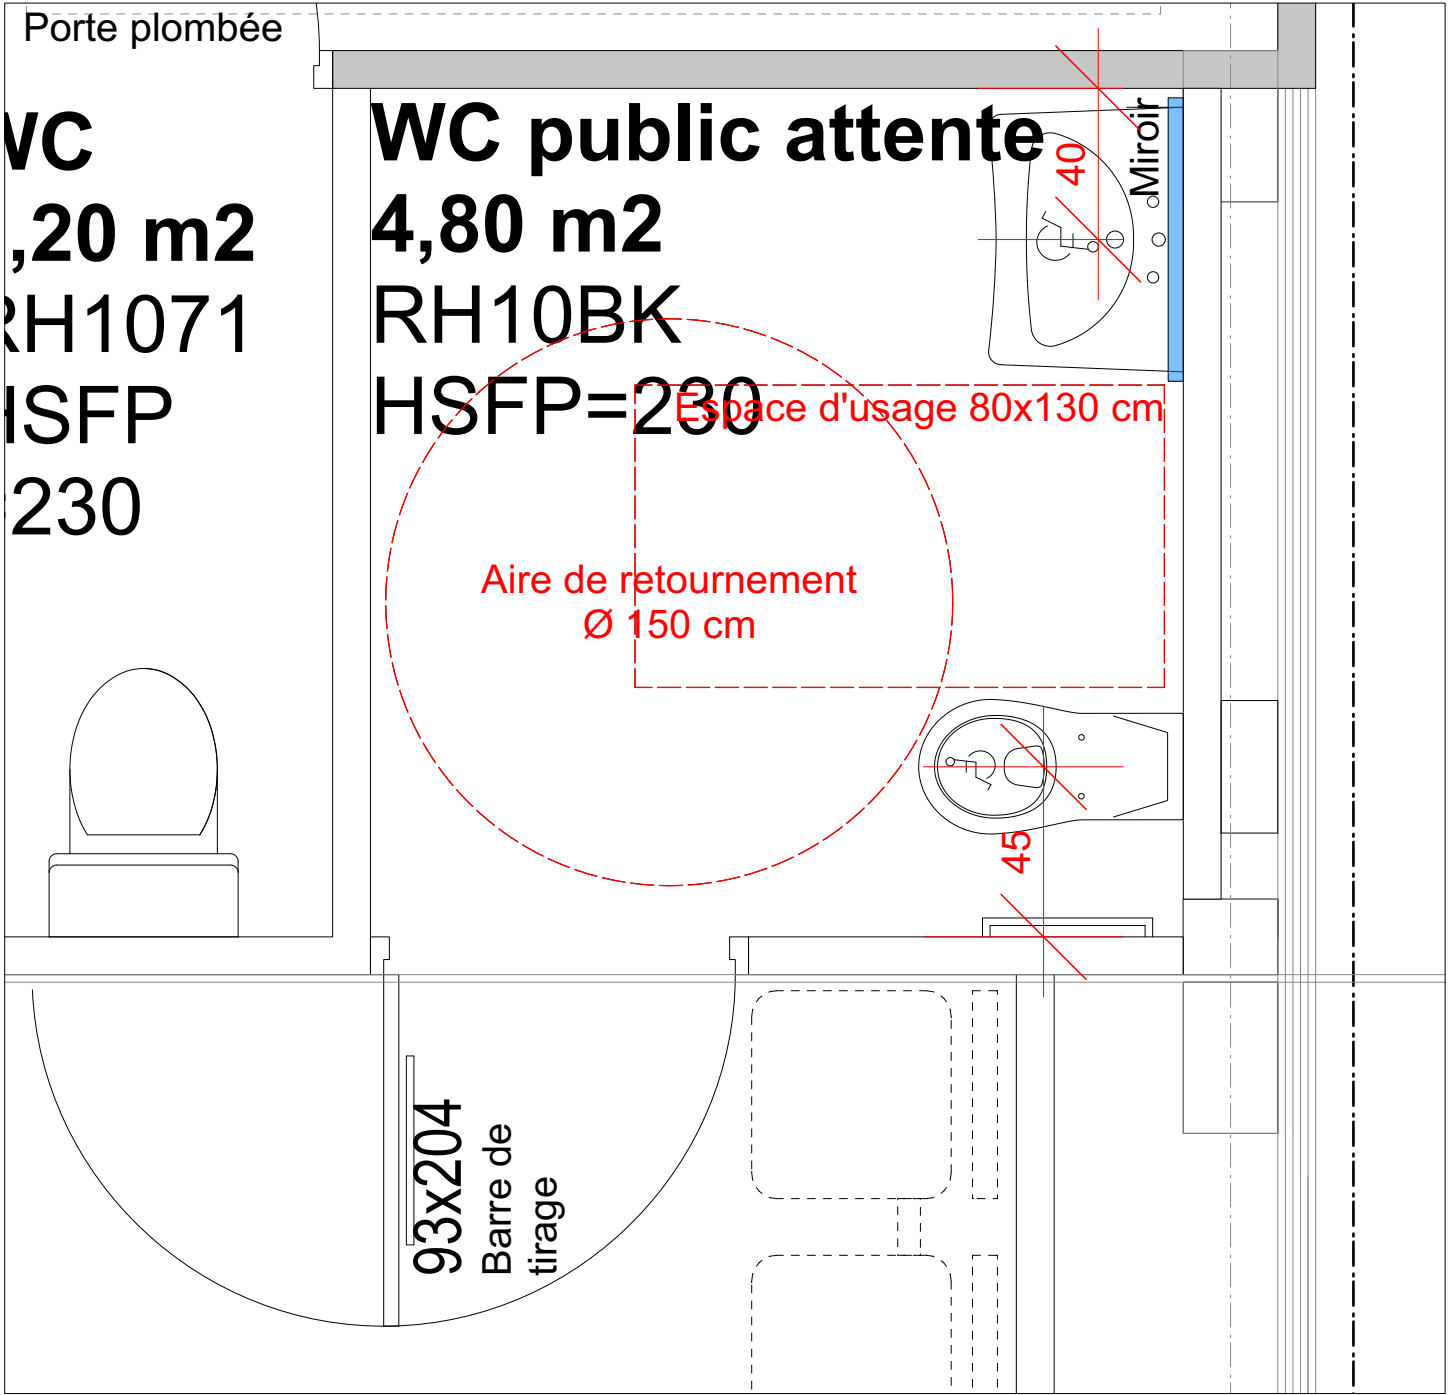 Porte plombée
WC
,20 m2
RH1071
HSFP
230
WC public attente
4,80 m2
RH10BK
HSFP=230
Miroir
40
Espace d'usage 80x130 cm
Aire de retournement
Ø 150 cm
45
93x204
Barre de
tirage